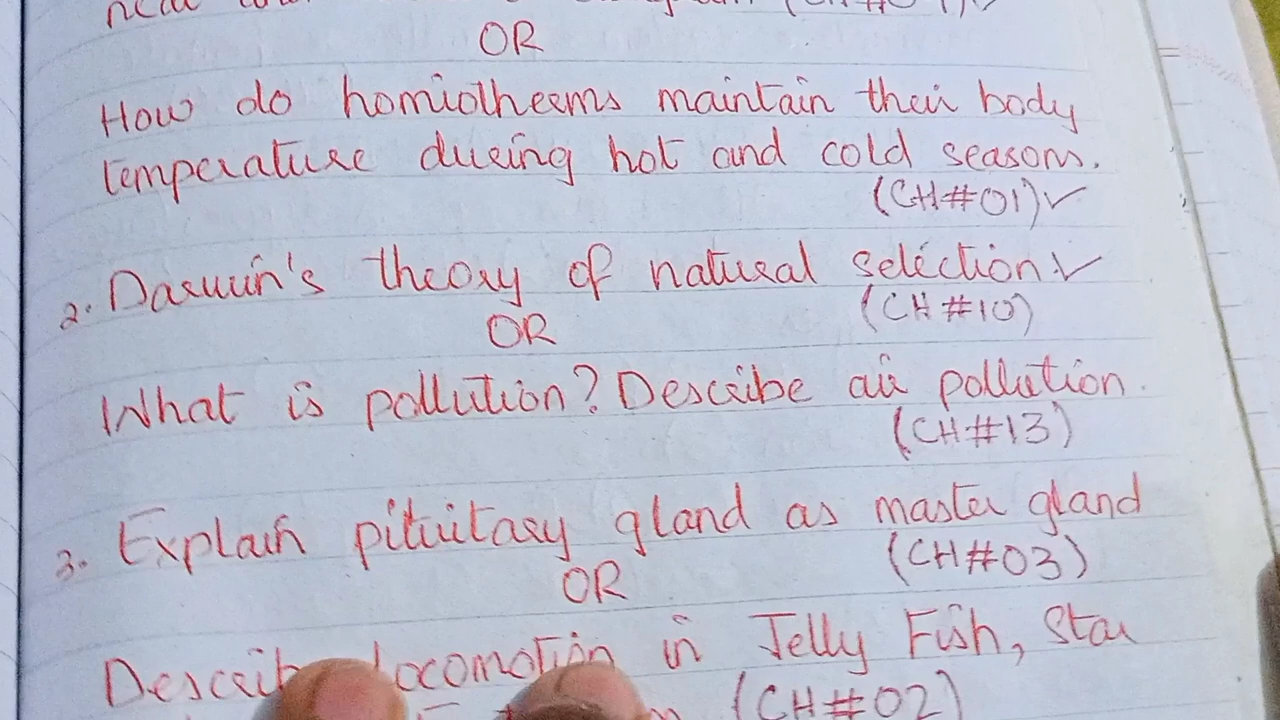 OR
How do homiotherms maintain their body
temperature during hot and cold seasons.
(CH#01)✓
2. Darwin's theory of natural selection.✓
(CH#10)
OR
What is pollution? Describe air pollution.
(CH#13)
3. Explain pituitary gland as master gland
(CH#03)
OR
locomotion in Jelly Fish, Star
(CH#02)